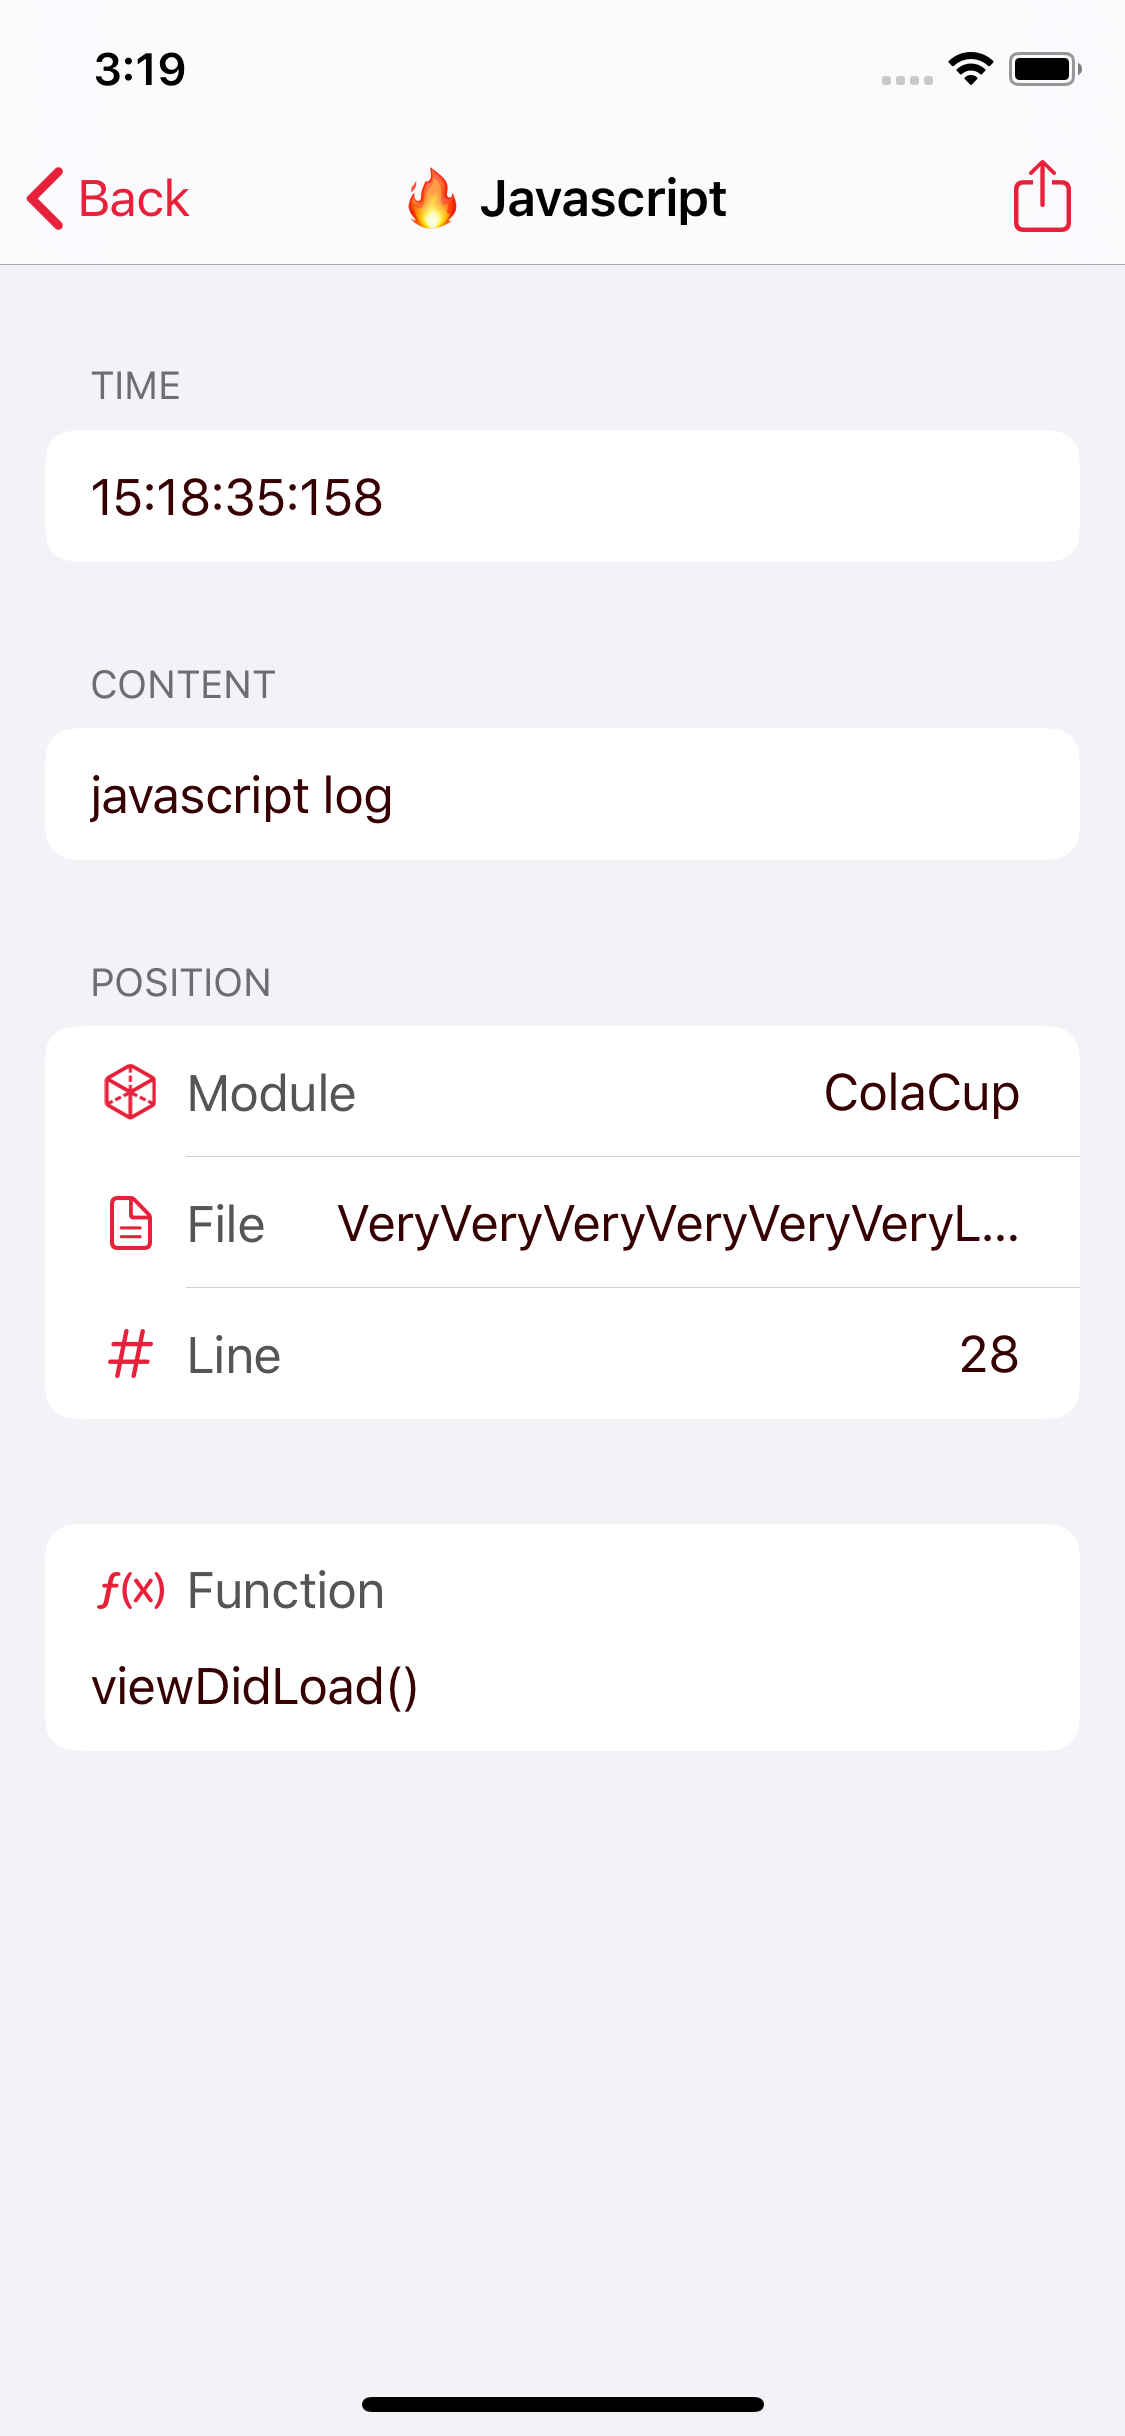 3:19
Back
🔥 Javascript
TIME
15:18:35:158
CONTENT
javascript log
POSITION
Module ColaCup
File VeryVeryVeryVeryVeryVeryL...
# Line 28
f(x) Function
viewDidLoad()